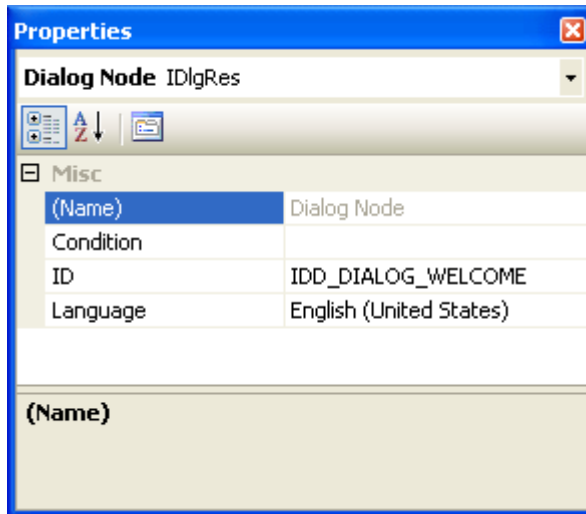 Properties
Dialog Node IDlgRes
A
Z
Misc
(Name) Dialog Node
Condition
ID IDD_DIALOG_WELCOME
Language English (United States)
(Name)